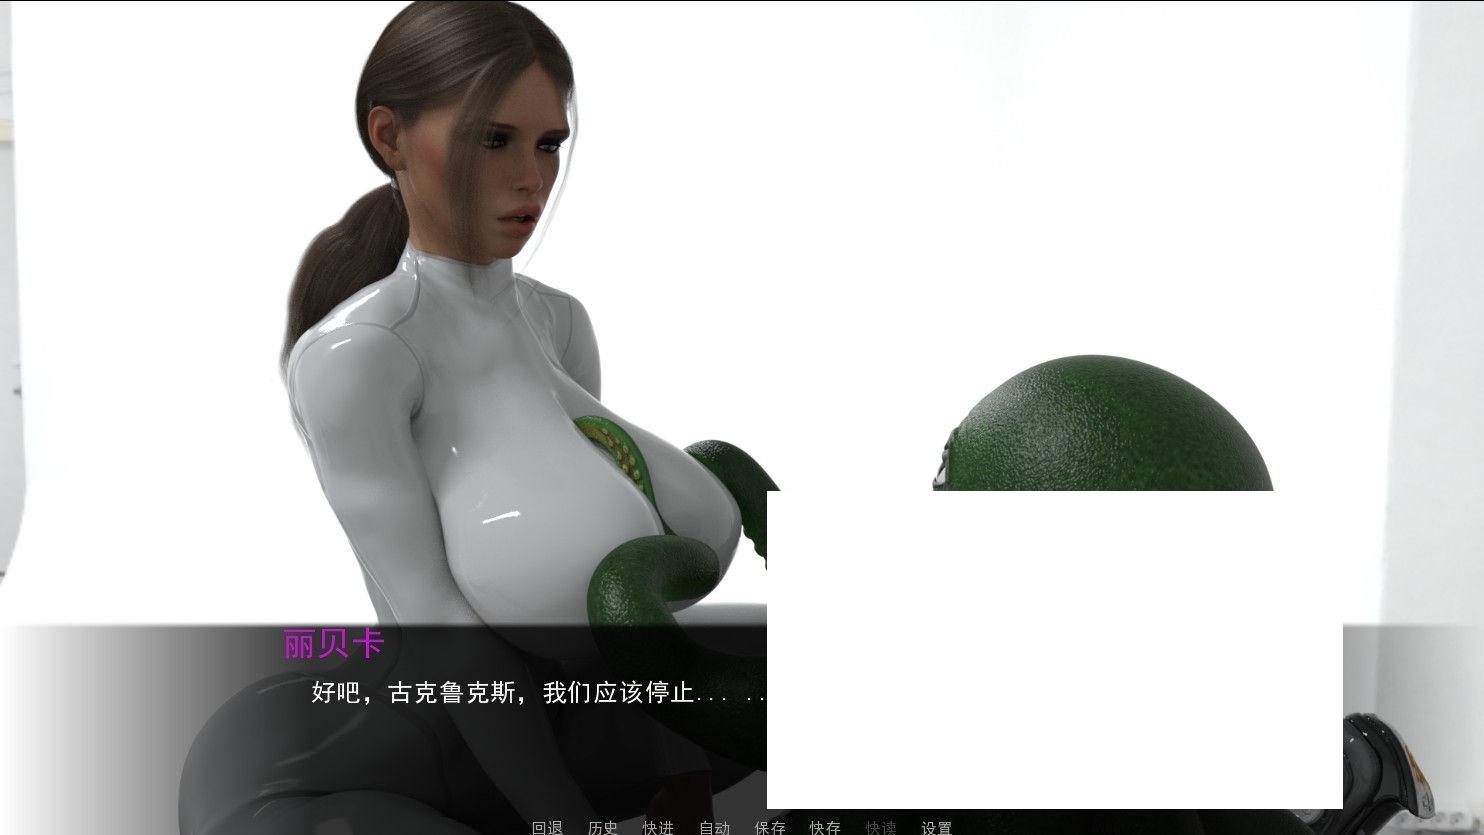 丽贝卡
好吧，古克鲁克斯，我们应该停止... ..
回退 历史 快进 自动 保存 快存 快读 设置